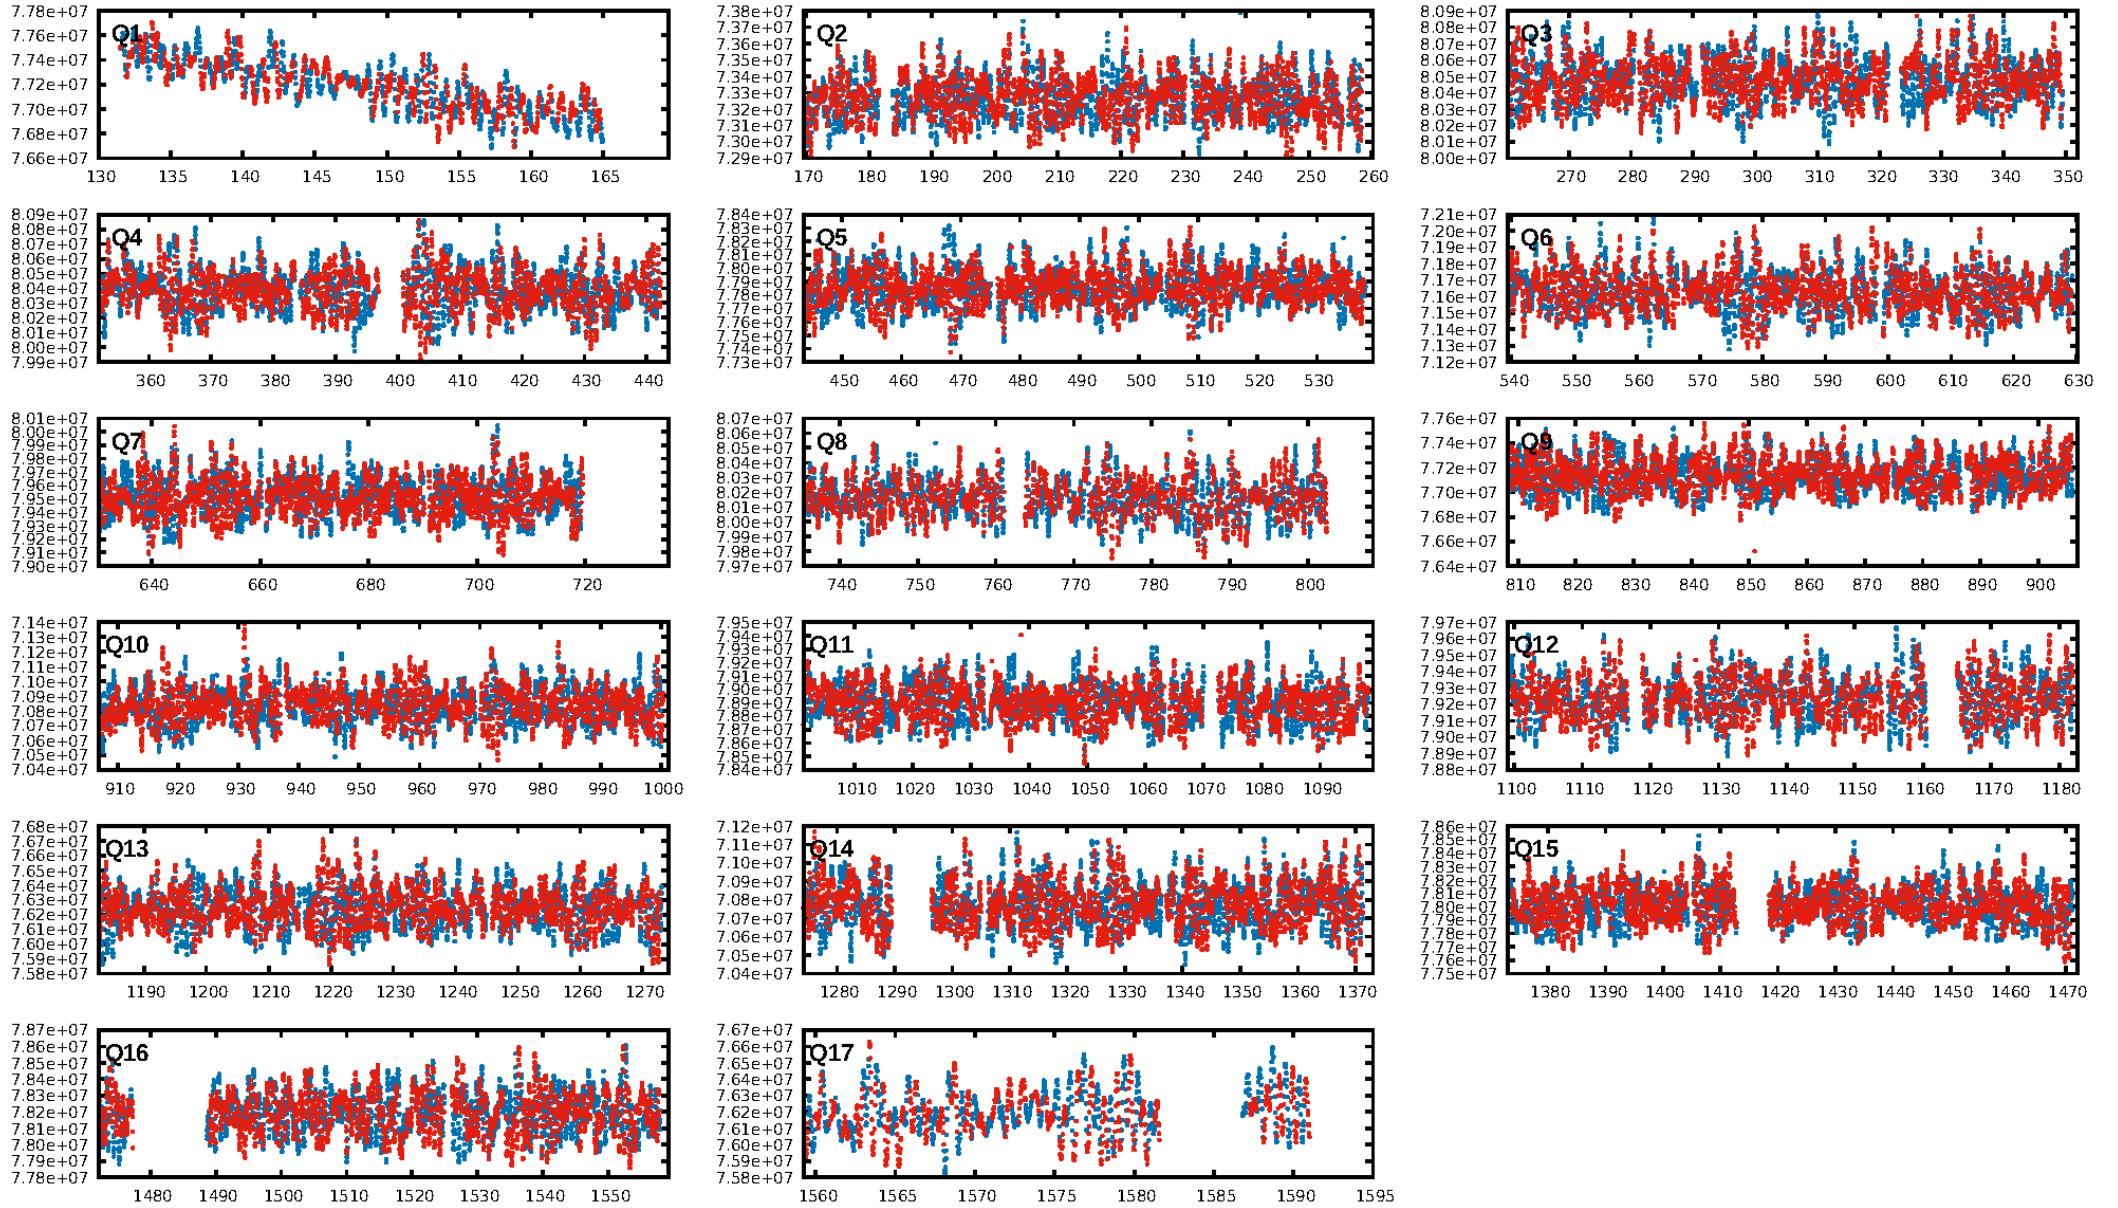 7.78e+07
7.76e+07
7.74e+07
7.72e+07
7.70e+07
7.68e+07
7.66e+07
Q1
130 135 140 145 150 155 160 165
7.38e+07
7.37e+07
7.36e+07
7.35e+07
7.34e+07
7.33e+07
7.32e+07
7.31e+07
7.30e+07
7.29e+07
Q2
170 180 190 200 210 220 230 240 250 260
8.09e+07
8.08e+07
8.07e+07
8.06e+07
8.05e+07
8.04e+07
8.03e+07
8.02e+07
8.01e+07
8.00e+07
Q3
270 280 290 300 310 320 330 340 350
8.09e+07
8.08e+07
8.07e+07
8.06e+07
8.05e+07
8.04e+07
8.03e+07
8.02e+07
8.01e+07
8.00e+07
7.99e+07
Q4
360 370 380 390 400 410 420 430 440
7.84e+07
7.83e+07
7.82e+07
7.81e+07
7.80e+07
7.79e+07
7.78e+07
7.77e+07
7.76e+07
7.75e+07
7.74e+07
7.73e+07
Q5
450 460 470 480 490 500 510 520 530
7.21e+07
7.20e+07
7.19e+07
7.18e+07
7.17e+07
7.16e+07
7.15e+07
7.14e+07
7.13e+07
7.12e+07
Q6
540 550 560 570 580 590 600 610 620 630
8.01e+07
8.00e+07
7.99e+07
7.98e+07
7.97e+07
7.96e+07
7.95e+07
7.94e+07
7.93e+07
7.92e+07
7.91e+07
7.90e+07
Q7
640 660 680 700 720
8.07e+07
8.06e+07
8.05e+07
8.04e+07
8.03e+07
8.02e+07
8.01e+07
8.00e+07
7.99e+07
7.98e+07
7.97e+07
Q8
740 750 760 770 780 790 800
7.76e+07
7.74e+07
7.72e+07
7.70e+07
7.68e+07
7.66e+07
7.64e+07
Q9
810 820 830 840 850 860 870 880 890 900
7.14e+07
7.13e+07
7.12e+07
7.11e+07
7.10e+07
7.09e+07
7.08e+07
7.07e+07
7.06e+07
7.05e+07
7.04e+07
Q10
910 920 930 940 950 960 970 980 990 1000
7.95e+07
7.94e+07
7.93e+07
7.92e+07
7.91e+07
7.90e+07
7.89e+07
7.88e+07
7.87e+07
7.86e+07
7.85e+07
7.84e+07
Q11
1010 1020 1030 1040 1050 1060 1070 1080 1090
7.97e+07
7.96e+07
7.95e+07
7.94e+07
7.93e+07
7.92e+07
7.91e+07
7.90e+07
7.89e+07
7.88e+07
Q12
1100 1110 1120 1130 1140 1150 1160 1170 1180
7.68e+07
7.67e+07
7.66e+07
7.65e+07
7.64e+07
7.63e+07
7.62e+07
7.61e+07
7.60e+07
7.59e+07
7.58e+07
Q13
1190 1200 1210 1220 1230 1240 1250 1260 1270
7.12e+07
7.11e+07
7.10e+07
7.09e+07
7.08e+07
7.07e+07
7.06e+07
7.05e+07
7.04e+07
Q14
1280 1290 1300 1310 1320 1330 1340 1350 1360 1370
7.86e+07
7.85e+07
7.84e+07
7.83e+07
7.82e+07
7.81e+07
7.80e+07
7.79e+07
7.78e+07
7.77e+07
7.76e+07
7.75e+07
Q15
1380 1390 1400 1410 1420 1430 1440 1450 1460 1470
7.87e+07
7.86e+07
7.85e+07
7.84e+07
7.83e+07
7.82e+07
7.81e+07
7.80e+07
7.79e+07
7.78e+07
Q16
1480 1490 1500 1510 1520 1530 1540 1550
7.67e+07
7.66e+07
7.65e+07
7.64e+07
7.63e+07
7.62e+07
7.61e+07
7.60e+07
7.59e+07
7.58e+07
Q17
1560 1565 1570 1575 1580 1585 1590 1595